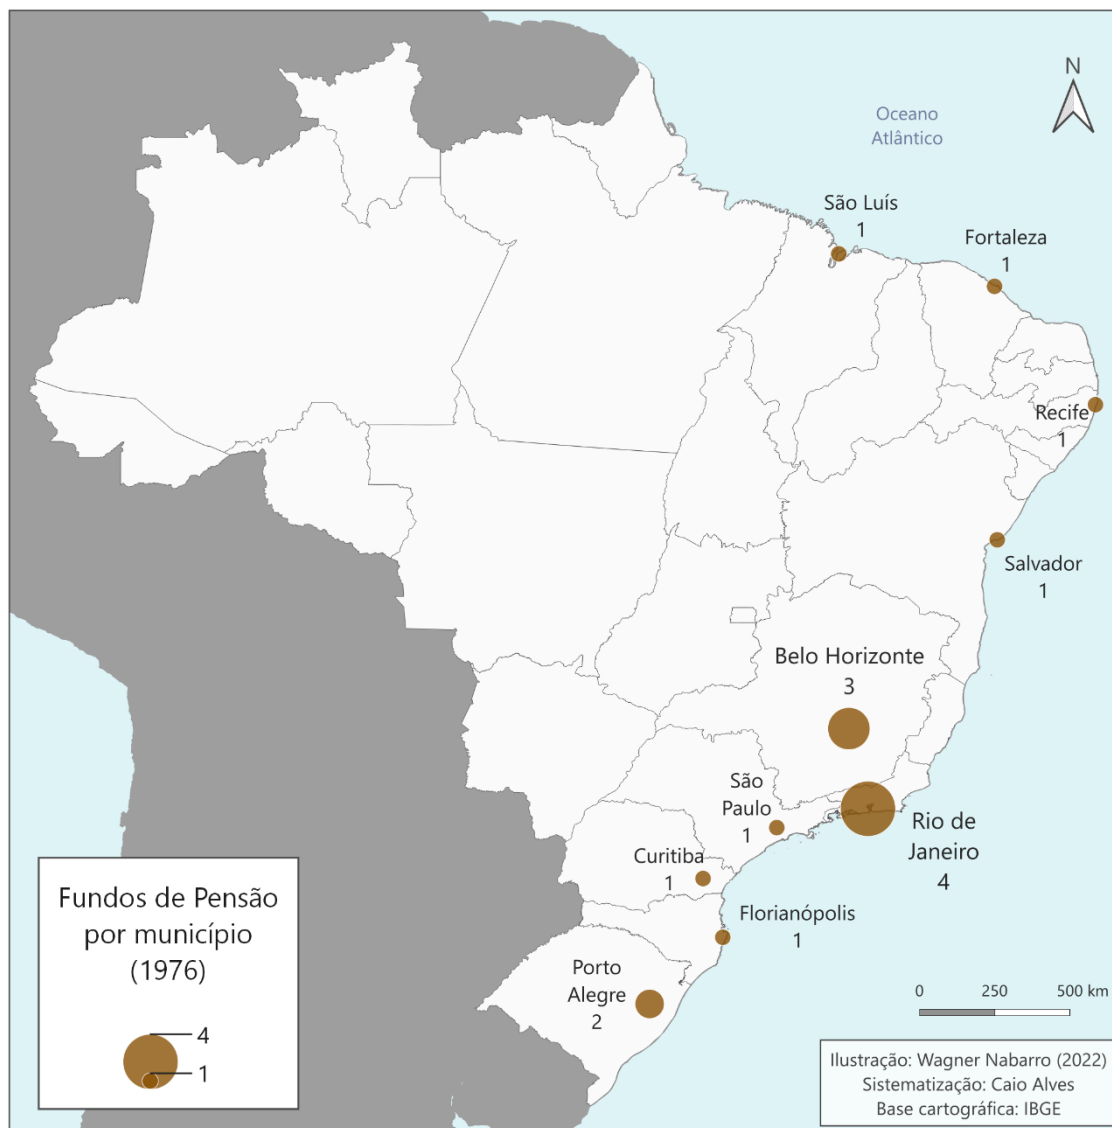 N
Oceano
Atlântico
São Luís
1
Fortaleza
1
Recife
1
Salvador
1
Belo Horizonte
3
São
Paulo
1
Rio de
Janeiro
4
Curitiba
1
Florianópolis
1
Porto
Alegre
2
Fundos de Pensão
por município
(1976)
4
1
0 250 500 km
Ilustração: Wagner Nabarro (2022)
Sistematização: Caio Alves
Base cartográfica: IBGE